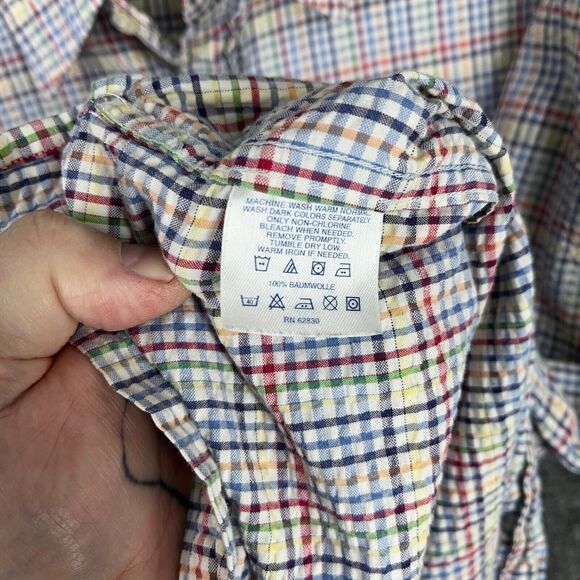 MACHINE WASH WARM NORMAL
WASH DARK COLORS SEPARATELY.
ONLY NON-CHLORINE
BLEACH WHEN NEEDED.
REMOVE PROMPTLY.
TUMBLE DRY LOW.
WARM IRON IF NEEDED.
100% BAUMWOLLE
40
RN 62830